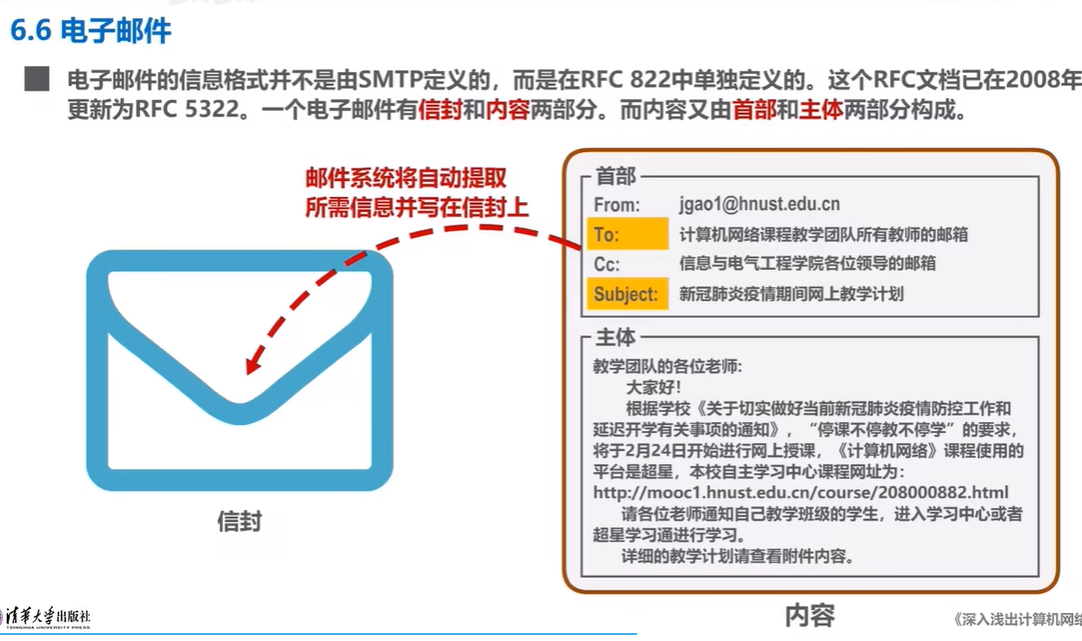 6.6 电子邮件
电子邮件的信息格式并不是由SMTP定义的，而是在RFC 822中单独定义的。这个RFC文档已在2008年
更新为RFC 5322。一个电子邮件有信封和内容两部分。而内容又由首部和主体两部分构成。
邮件系统将自动提取
所需信息并写在信封上
信封
首部
From: jgao1@hnust.edu.cn
To: 计算机网络课程教学团队所有教师的邮箱
Cc: 信息与电气工程学院各位领导的邮箱
Subject: 新冠肺炎疫情期间网上教学计划
主体
教学团队的各位老师:
大家好！
根据学校《关于切实做好当前新冠肺炎疫情防控工作和
延迟开学有关事项的通知》，“停课不停教不停学”的要求，
将于2月24日开始进行网上授课，《计算机网络》课程使用的
平台是超星，本校自主学习中心课程网址为：
http://mooc1.hnust.edu.cn/course/208000882.html
请各位老师通知自己教学班级的学生，进入学习中心或者
超星学习通进行学习。
详细的教学计划请查看附件内容。
内容
清华大学出版社
TSINGHUA UNIVERSITY PRESS
《深入浅出计算机网络